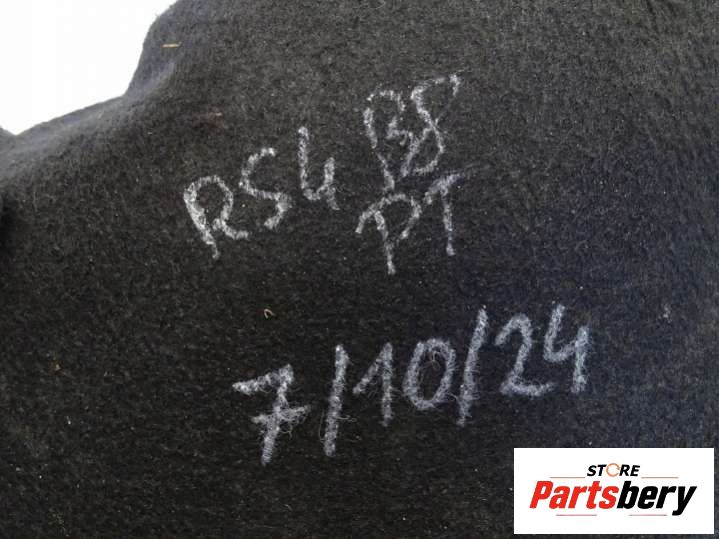 RS4 B8
PT
7/10/24
STORE
Partsbery